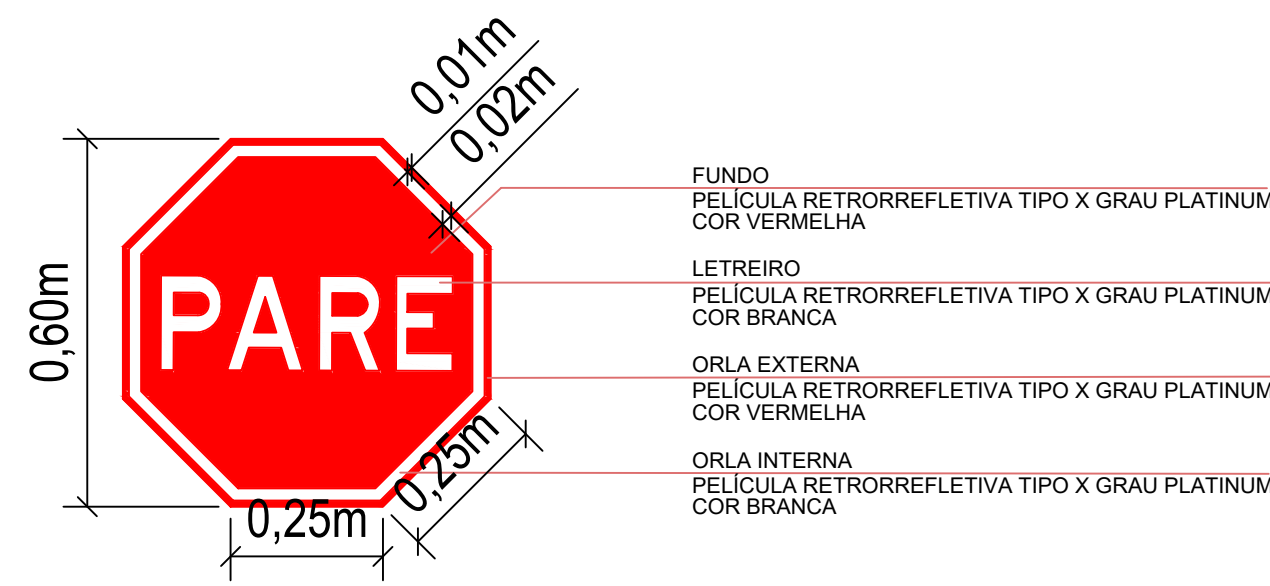 0,01m
0,02m
0,60m
PARE
0,25m
0,25m
FUNDO
PELÍCULA RETRORREFLETIVA TIPO X GRAU PLATINUM
COR VERMELHA
LETREIRO
PELÍCULA RETRORREFLETIVA TIPO X GRAU PLATINUM
COR BRANCA
ORLA EXTERNA
PELÍCULA RETRORREFLETIVA TIPO X GRAU PLATINUM
COR VERMELHA
ORLA INTERNA
PELÍCULA RETRORREFLETIVA TIPO X GRAU PLATINUM
COR BRANCA